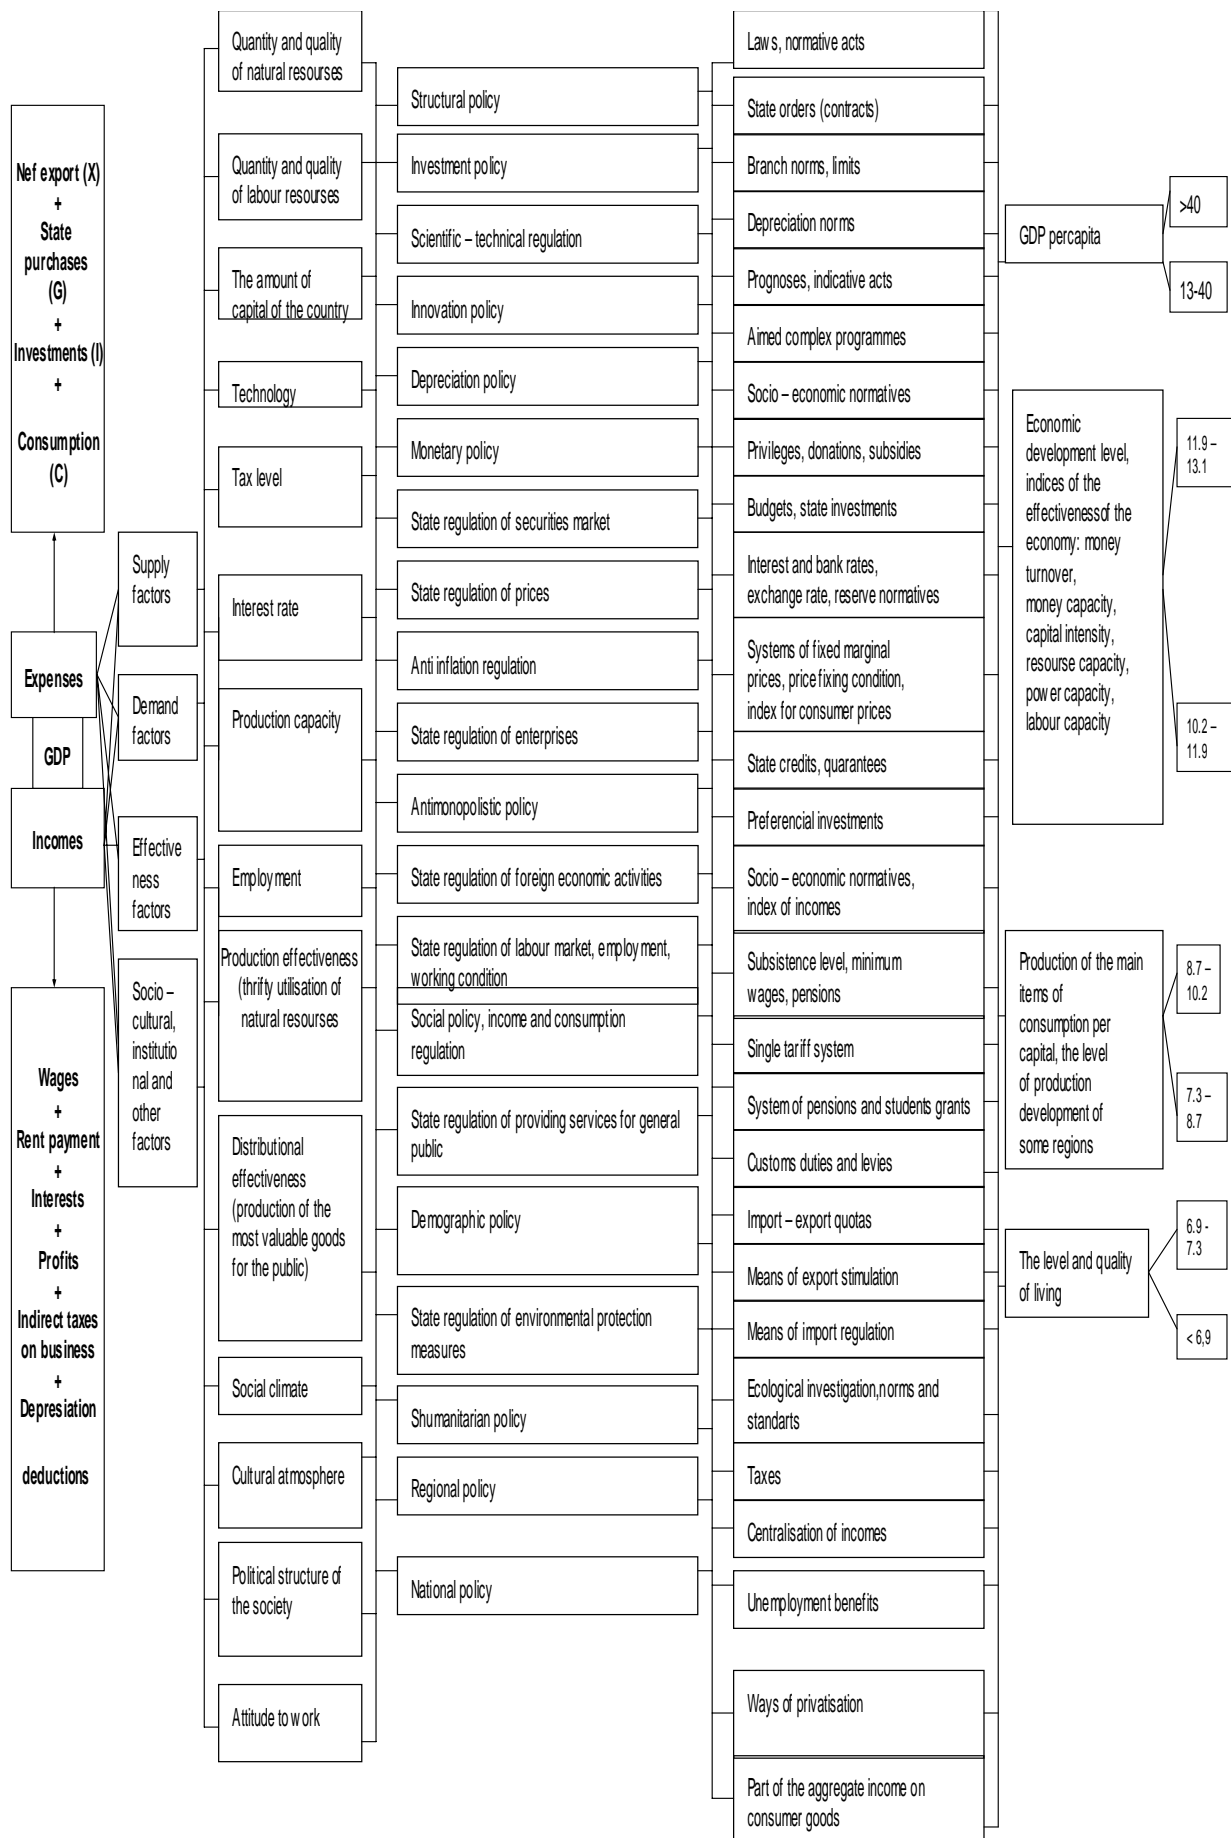 Nef export (X)
+
State
purchases
(G)
+
Investments (I)
+
Consumption
(C)
Expenses
GDP
Incomes
Wages
+
Rent payment
+
Interests
+
Profits
+
Indirect taxes
on business
+
Depresiation
deductions
Supply
factors
Demand
factors
Effective
ness
factors
Socio –
cultural,
institutio
nal and
other
factors
Quantity and quality
of natural resourses
Quantity and quality
of labour resourses
The amount of
capital of the country
Technology
Tax level
Interest rate
Production capacity
Employment
Production effectiveness
(thrifty utilisation of
natural resourses
Distributional
effectiveness
(production of the
most valuable goods
for the public)
Social climate
Cultural atmosphere
Political structure of
the society
Attitude to work
Structural policy
Investment policy
Scientific – technical regulation
Innovation policy
Depreciation policy
Monetary policy
State regulation of securities market
State regulation of prices
Anti inflation regulation
State regulation of enterprises
Antimonopolistic policy
State regulation of foreign economic activities
State regulation of labour market, employment,
working condition
Social policy, income and consumption
regulation
State regulation of providing services for general
public
Demographic policy
State regulation of environmental protection
measures
Shumanitarian policy
Regional policy
National policy
Laws, normative acts
State orders (contracts)
Branch norms, limits
Depreciation norms
Prognoses, indicative acts
Aimed complex programmes
Socio – economic normatives
Privileges, donations, subsidies
Budgets, state investments
Interest and bank rates,
exchange rate, reserve normatives
Systems of fixed marginal
prices, price fixing condition,
index for consumer prices
State credits, quarantees
Preferencial investments
Socio – economic normatives,
index of incomes
Subsistence level, minimum
wages, pensions
Single tariff system
System of pensions and students grants
Customs duties and levies
Import – export quotas
Means of export stimulation
Means of import regulation
Ecological investigation,norms and
standarts
Taxes
Centralisation of incomes
Unemployment benefits
Ways of privatisation
Part of the aggregate income on
consumer goods
GDP percapita
Economic
development level,
indices of the
effectivenessof the
economy: money
turnover,
money capacity,
capital intensity,
resourse capacity,
power capacity,
labour capacity
Production of the main
items of
consumption per
capital, the level
of production
development of
some regions
The level and quality
of living
>40
13-40
11.9 –
13.1
10.2 –
11.9
8.7 –
10.2
7.3 –
8.7
6.9 -
7.3
< 6,9